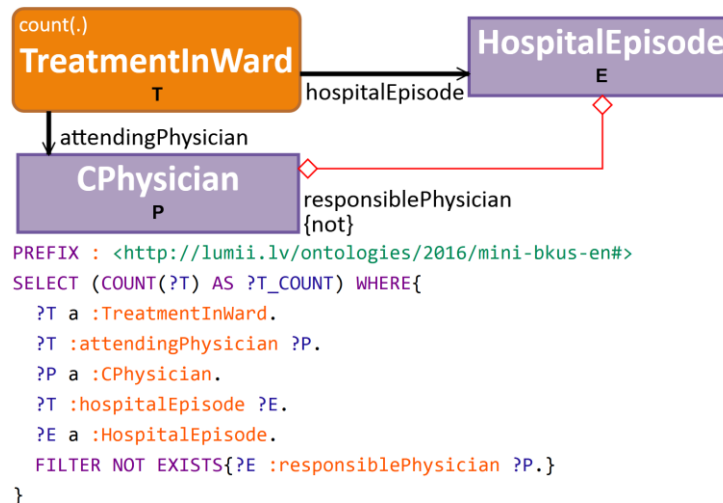 count(.)
TreatmentInWard
T
HospitalEpisode
E
hospitalEpisode
attendingPhysician
CPhysician
P
responsiblePhysician
{not}
PREFIX : <http://lumii.lv/ontologies/2016/mini-bkus-en#>
SELECT (COUNT(?T) AS ?T_COUNT) WHERE{
?T a :TreatmentInWard.
?T :attendingPhysician ?P.
?P a :CPhysician.
?T :hospitalEpisode ?E.
?E a :HospitalEpisode.
FILTER NOT EXISTS{?E :responsiblePhysician ?P.}
}